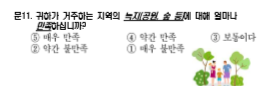 문11. 귀하가 거주하는 지역의 녹지(공원, 숲 등)에 대해 얼마나
만족하십니까?
⑤ 매우 만족 ④ 약간 만족 ③ 보통이다
② 약간 불만족 ① 매우 불만족